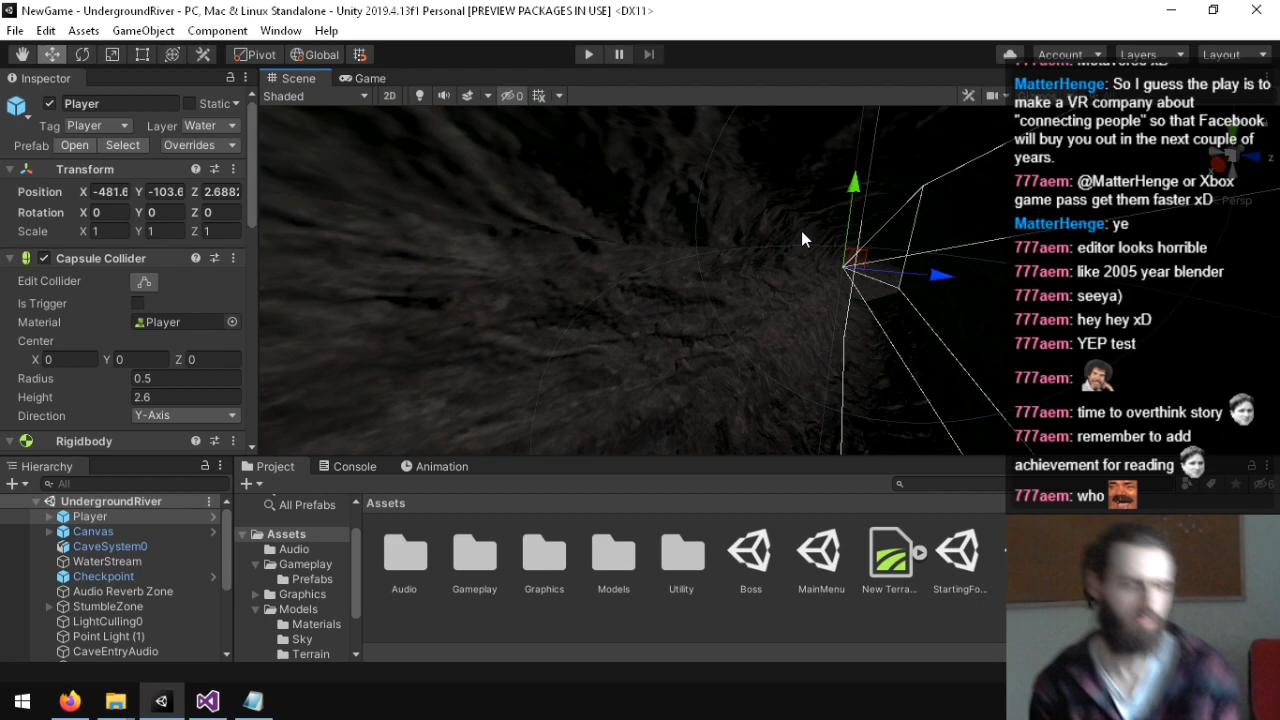 NewGame - UndergroundRiver - PC, Mac & Linux Standalone - Unity 2019.4.13f1 Personal [PREVIEW PACKAGES IN USE] <DX11>
File Edit Assets GameObject Component Window Help
Pivot Global Account Layers Layout
Inspector
Scene Game
Shaded 2D 0
Player Static
Tag Player Layer Water
Prefab Open Select Overrides
Transform
Position X -481.6 Y -103.6 Z 2.6882
Rotation X 0 Y 0 Z 0
Scale X 1 Y 1 Z 1
Capsule Collider
Edit Collider
Is Trigger
Material Player
Center
X 0 Y 0 Z 0
Radius 0.5
Height 2.6
Direction Y-Axis
Rigidbody
Persp
MatterHenge: So I guess the play is to
make a VR company about
"connecting people" so that Facebook
will buy you out in the next couple of
years.
777aem: @MatterHenge or Xbox
game pass get them faster xD
MatterHenge: ye
777aem: editor looks horrible
777aem: like 2005 year blender
777aem: seeya)
777aem: hey hey xD
777aem: YEP test
777aem:
777aem: time to overthink story
777aem: remember to add
achievement for reading
777aem: who
Hierarchy
All
UndergroundRiver
Player
Canvas
CaveSystem0
WaterStream
Checkpoint
Audio Reverb Zone
StumbleZone
LightCulling0
Point Light (1)
CaveEntryAudio
Project Console Animation
All Prefabs
Assets
Audio
Gameplay
Prefabs
Graphics
Models
Materials
Sky
Terrain
Assets
Audio Gameplay Graphics Models Utility Boss MainMenu New Terra... StartingFo...